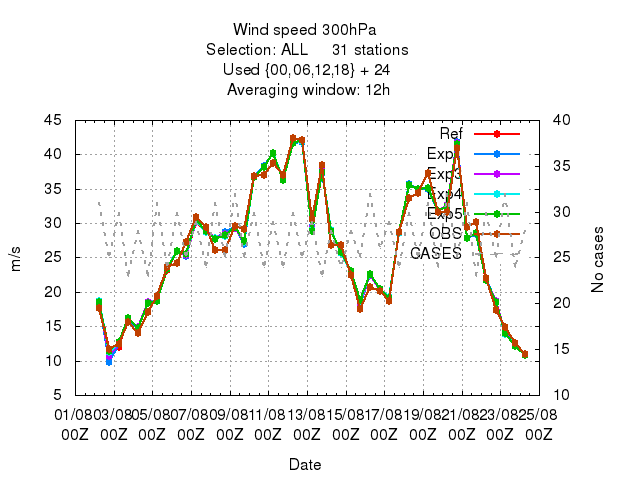 Wind speed 300hPa
Selection: ALL 31 stations
Used {00,06,12,18} + 24
Averaging window: 12h
45
40
35
30
25
20
15
10
5
40
35
30
25
20
15
10
m/s
No cases
Ref
Exp3
Exp4
Exp5
OBS
CASES
01/08 03/08 05/08 07/08 09/08 11/08 13/08 15/08 17/08 19/08 21/08 23/08 25/08
00Z 00Z 00Z 00Z 00Z 00Z 00Z 00Z 00Z 00Z 00Z 00Z 00Z
Date